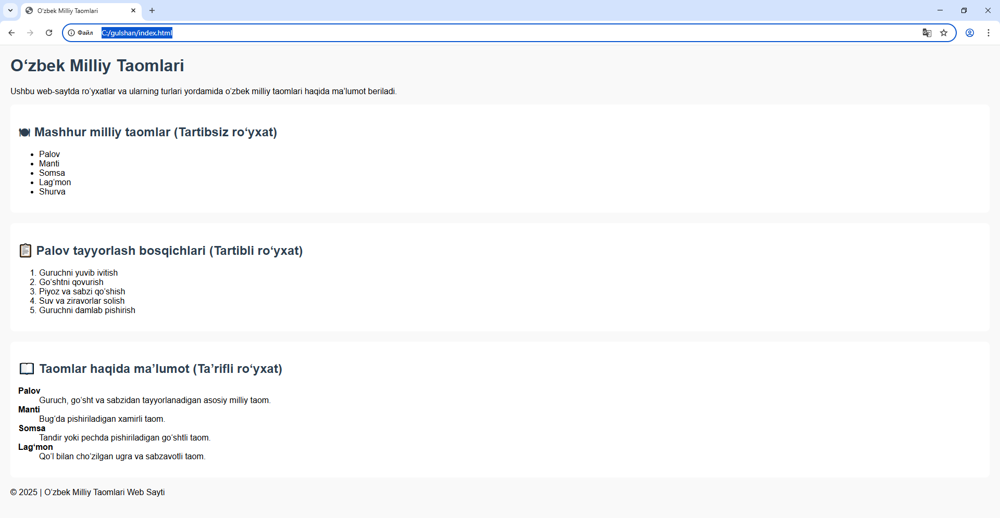 O‘zbek Milliy Taomlari
Файл
C:/gulshan/index.html
O‘zbek Milliy Taomlari
Ushbu web-saytda ro‘yxatlar va ularning turlari yordamida o‘zbek milliy taomlari haqida ma’lumot beriladi.
🍽 Mashhur milliy taomlar (Tartibsiz ro‘yxat)
• Palov
• Manti
• Somsa
• Lag‘mon
• Shurva
📋 Palov tayyorlash bosqichlari (Tartibli ro‘yxat)
1. Guruchni yuvib ivitish
2. Go‘shtni qovurish
3. Piyoz va sabzi qo‘shish
4. Suv va ziravorlar solish
5. Guruchni damlab pishirish
📖 Taomlar haqida ma’lumot (Ta’rifli ro‘yxat)
Palov
Guruch, go‘sht va sabzidan tayyorlanadigan asosiy milliy taom.
Manti
Bug‘da pishiriladigan xamirli taom.
Somsa
Tandir yoki pechda pishiriladigan go‘shtli taom.
Lag‘mon
Qo‘l bilan cho‘zilgan ugra va sabzavotli taom.
© 2025 | O‘zbek Milliy Taomlari Web Sayti